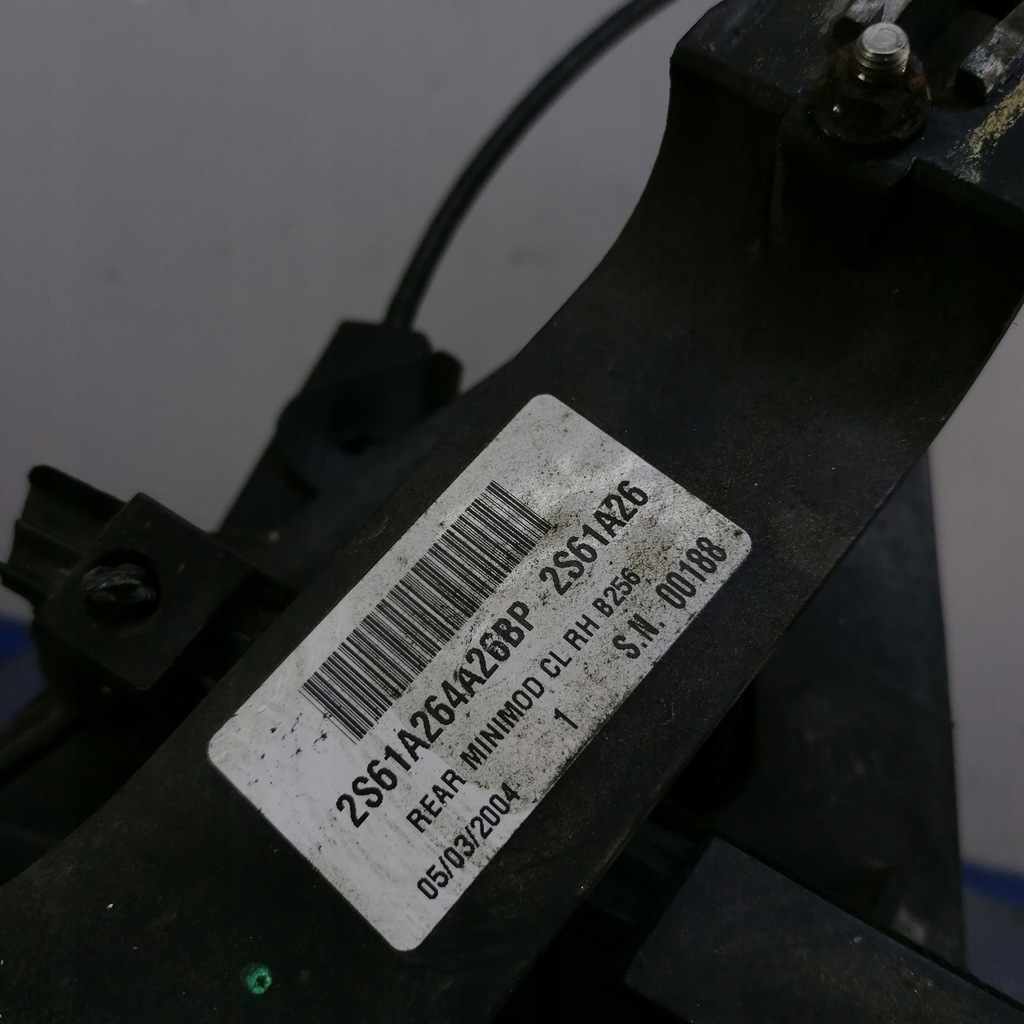 2S61A264A26BP 2S61A26
REAR MINIMOD CL RH B256
05/03/2004 1 S.N. 00188